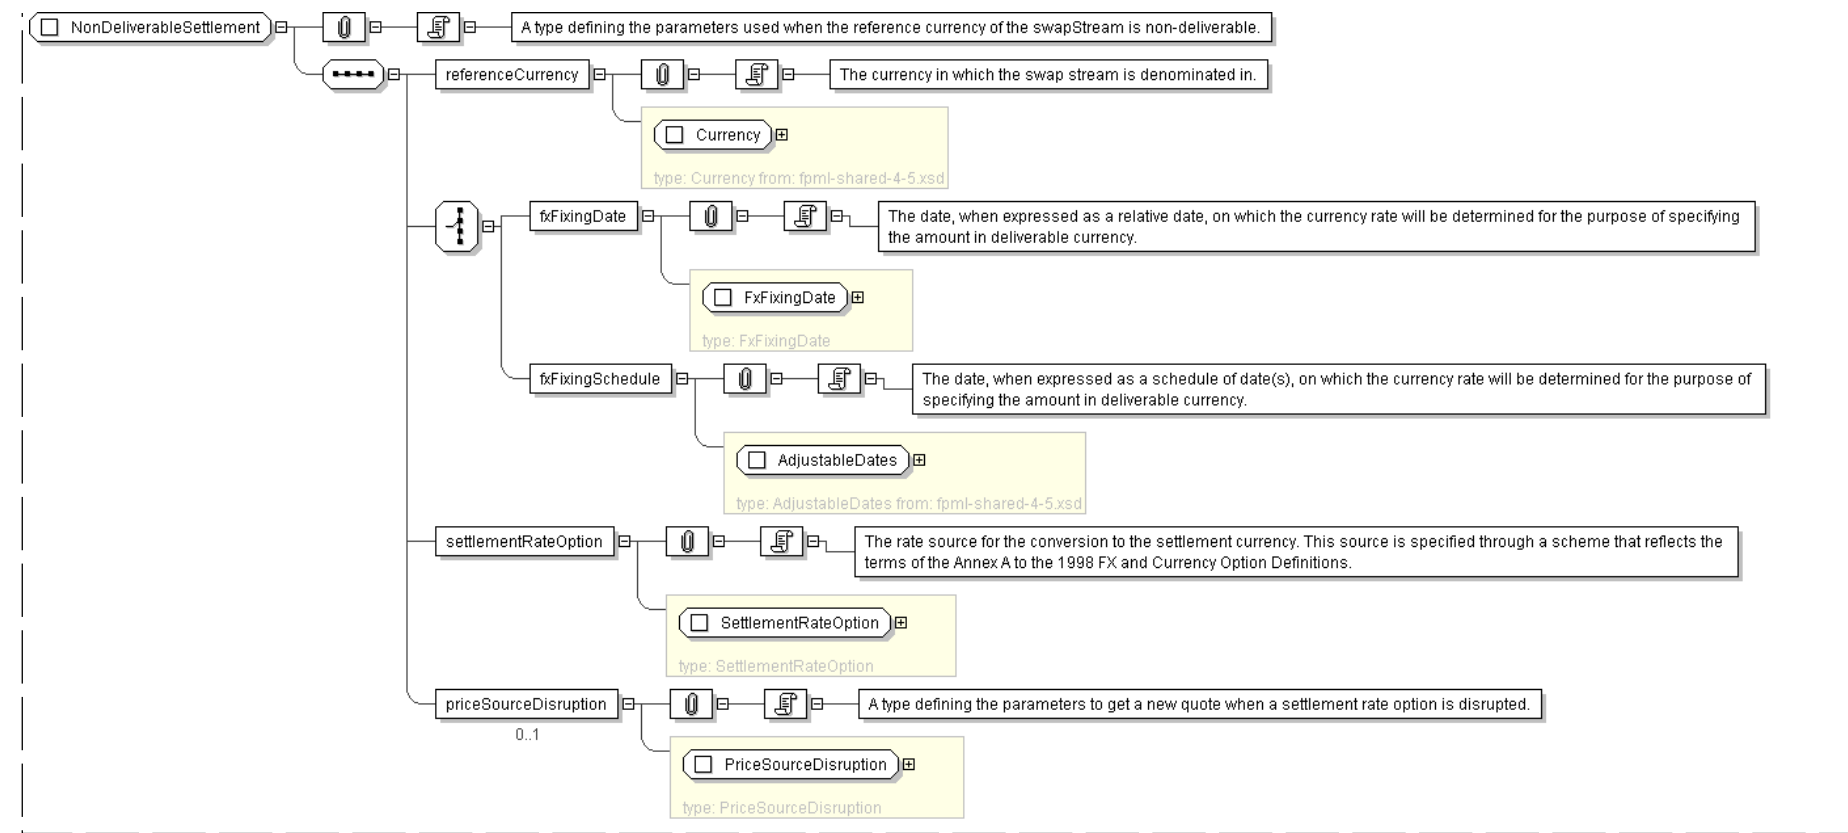 NonDeliverableSettlement
A type defining the parameters used when the reference currency of the swapStream is non-deliverable.
referenceCurrency
The currency in which the swap stream is denominated in.
Currency
type: Currency from: fpml-shared-4-5.xsd
fxFixingDate
The date, when expressed as a relative date, on which the currency rate will be determined for the purpose of specifying
the amount in deliverable currency.
FxFixingDate
type: FxFixingDate
fxFixingSchedule
The date, when expressed as a schedule of date(s), on which the currency rate will be determined for the purpose of
specifying the amount in deliverable currency.
AdjustableDates
type: AdjustableDates from: fpml-shared-4-5.xsd
settlementRateOption
The rate source for the conversion to the settlement currency. This source is specified through a scheme that reflects the
terms of the Annex A to the 1998 FX and Currency Option Definitions.
SettlementRateOption
type: SettlementRateOption
priceSourceDisruption
A type defining the parameters to get a new quote when a settlement rate option is disrupted.
0..1
PriceSourceDisruption
type: PriceSourceDisruption